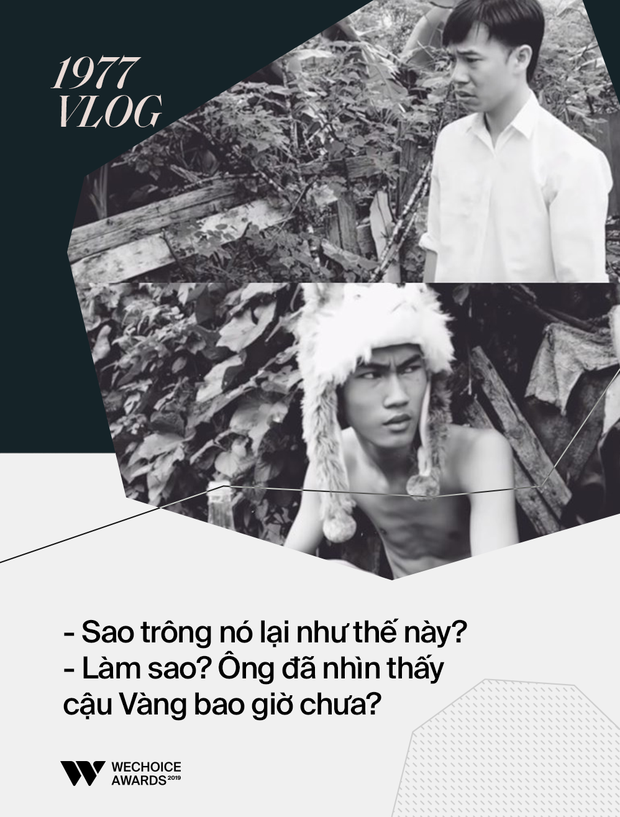 1977
VLOG
- Sao trông nó lại như thế này?
- Làm sao? Ông đã nhìn thấy
cậu Vàng bao giờ chưa?
WECHOICE
AWARDS 2019